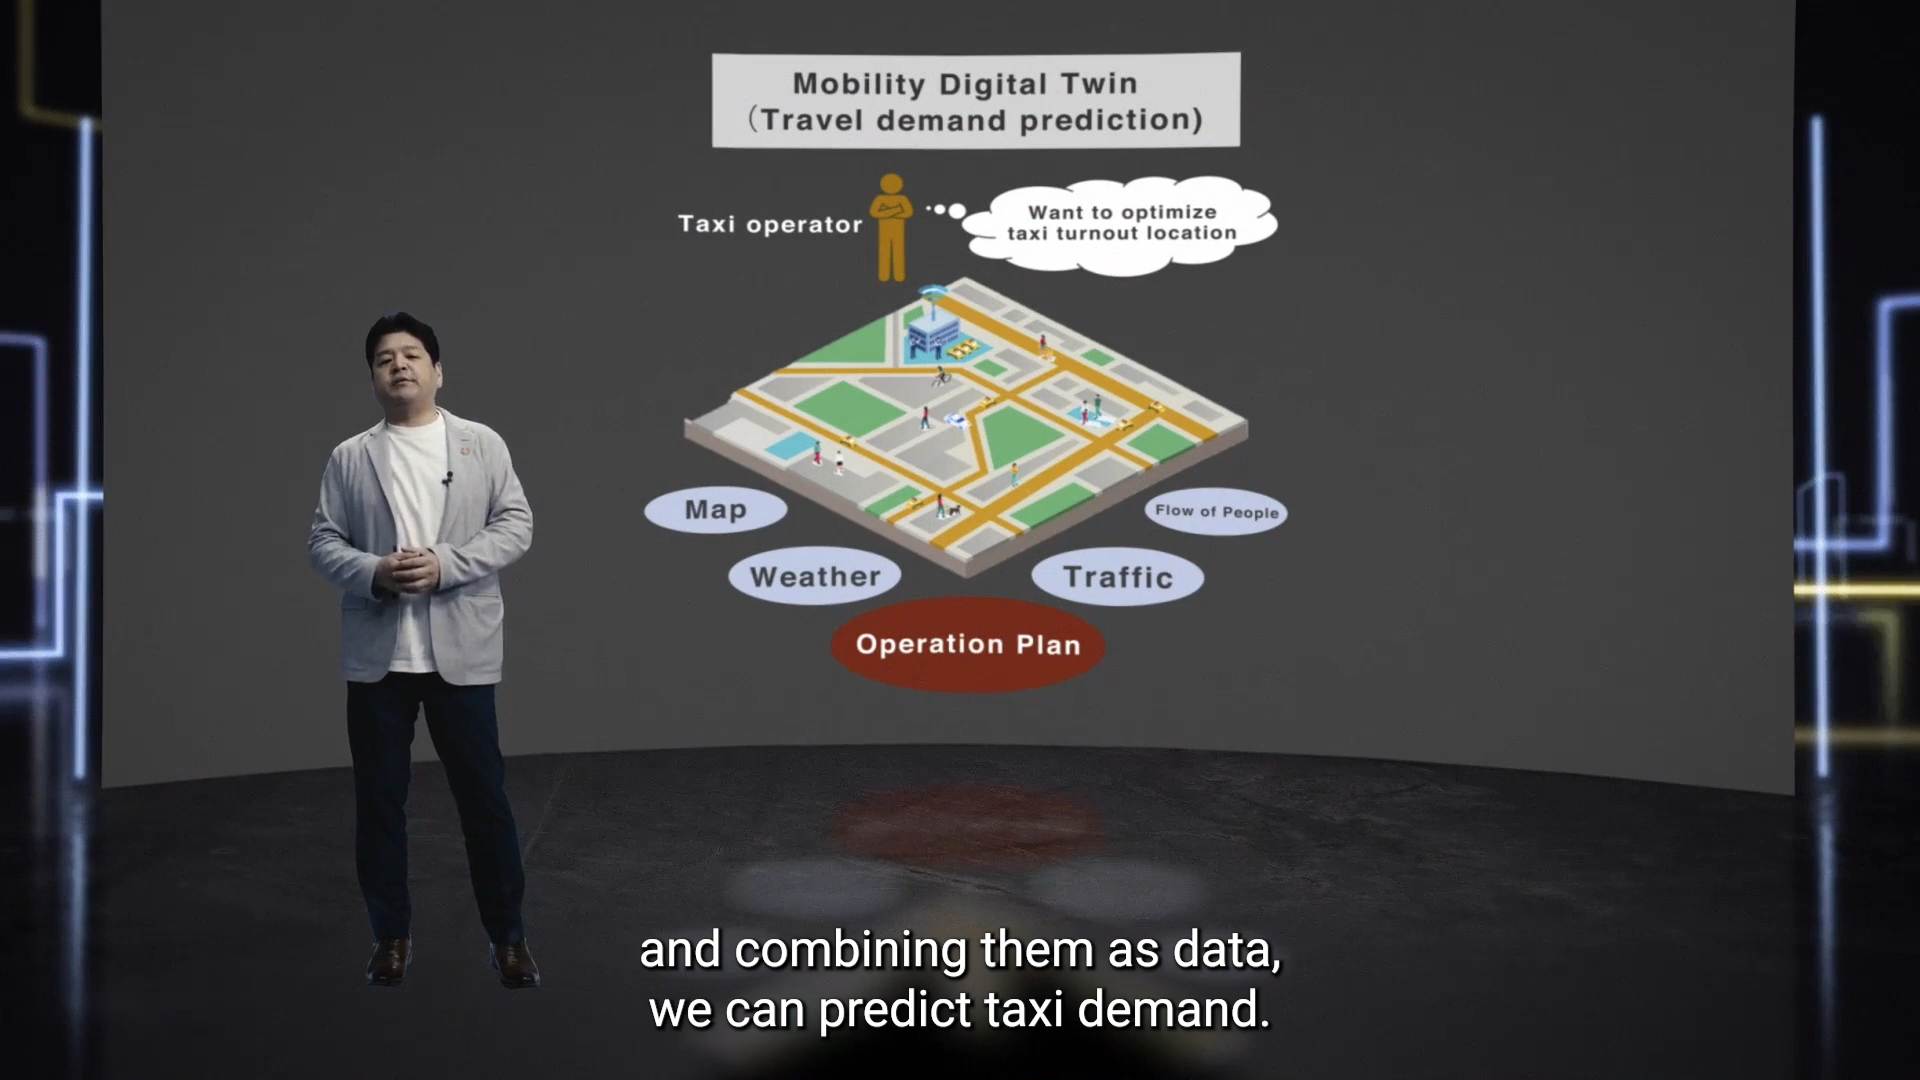 Mobility Digital Twin
(Travel demand prediction)
Taxi operator
Want to optimize
taxi turnout location
Map
Flow of People
Weather
Traffic
Operation Plan
and combining them as data,
we can predict taxi demand.